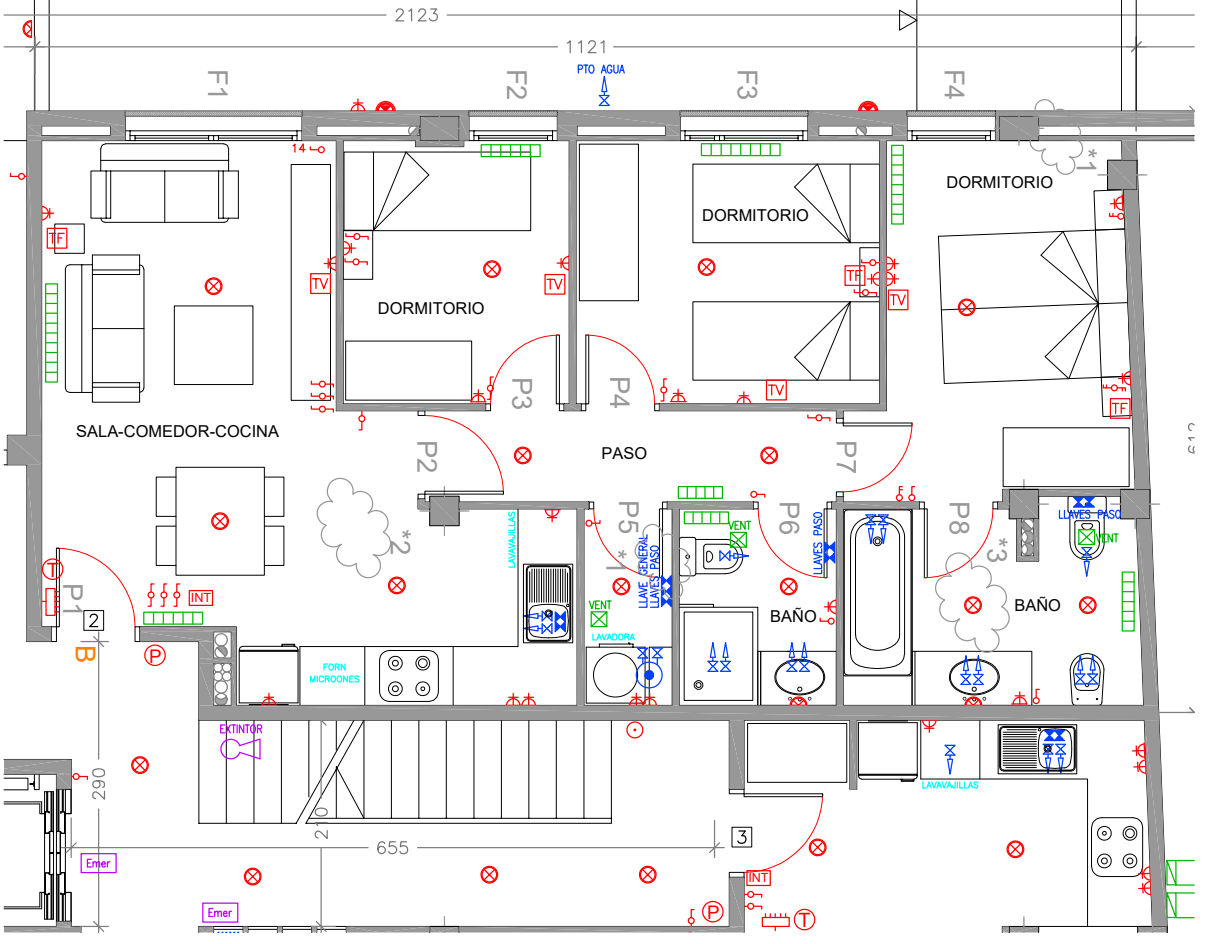 2123
1121
PTO AGUA
F1
F2
F3
F4
14
*1
DORMITORIO
DORMITORIO
TF
TV
TV
TF
TV
DORMITORIO
TV
TF
P3
P4
SALA-COMEDOR-COCINA
P2
PASO
P7
612
LAVAVAJILLAS
P5
P6
P8
LLAVES PASO
*2
*1
*3
LLAVE GENERAL
LLAVES PASO
VENT
LLAVES PASO
VENT
T
P1
INT
VENT
BAÑO
BAÑO
2
LAVADORA
B
P
FORN
MICROONES
EXTINTOR
LAVAVAJILLAS
290
210
655
3
Emer
INT
Emer
P
T